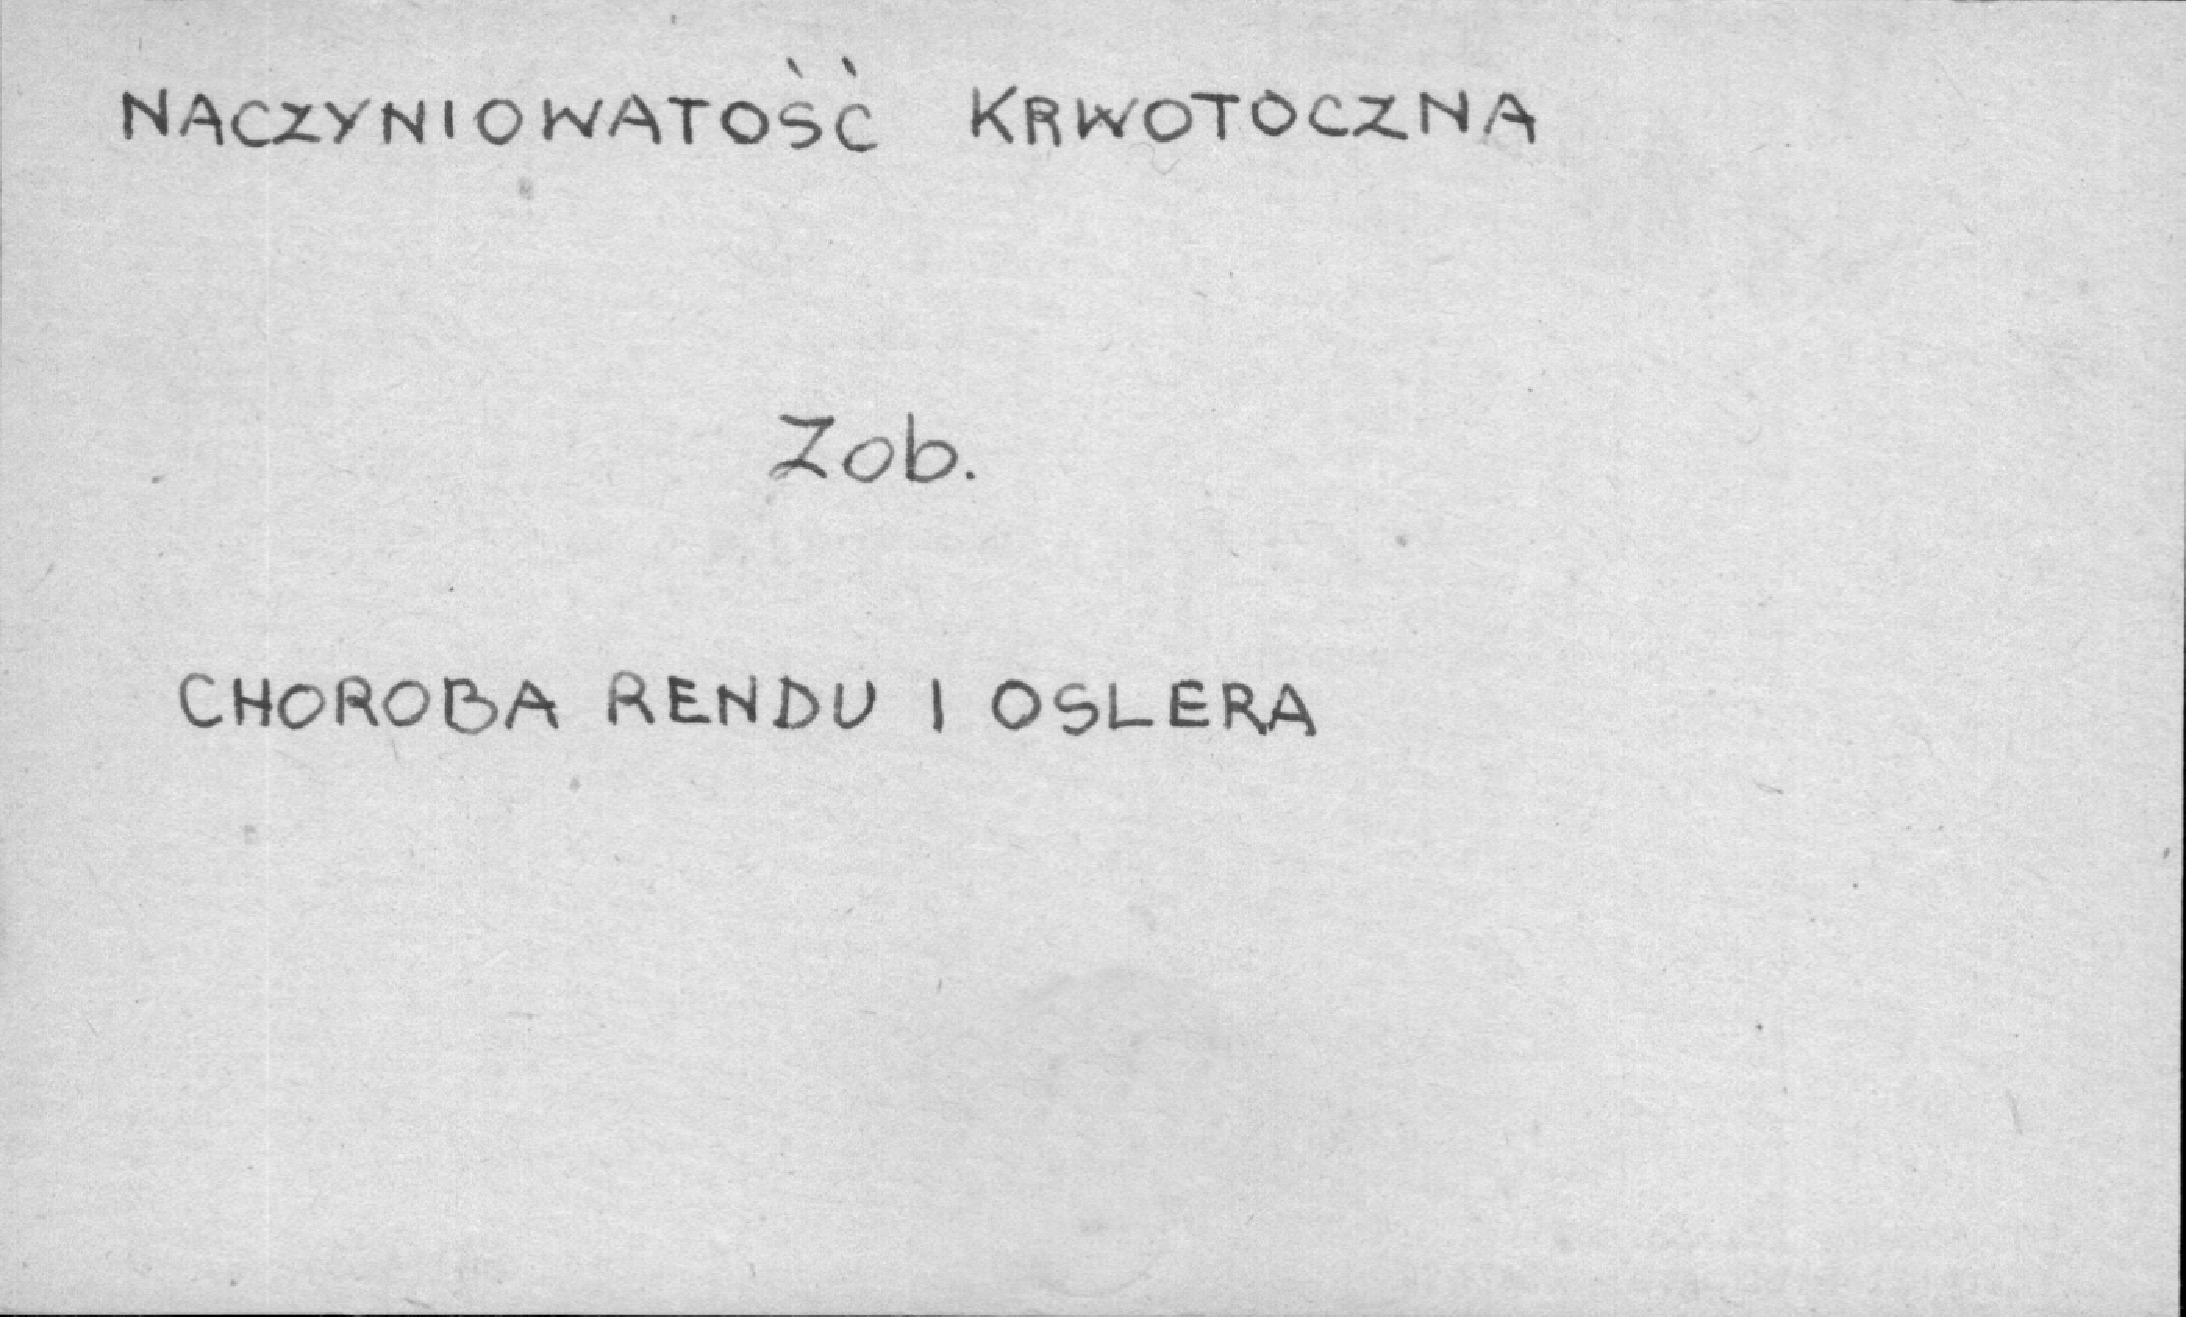 NACZYNIOWATOŚĆ KRWOTOCZNA
Zob.
CHOROBA RENDU I OSLERA